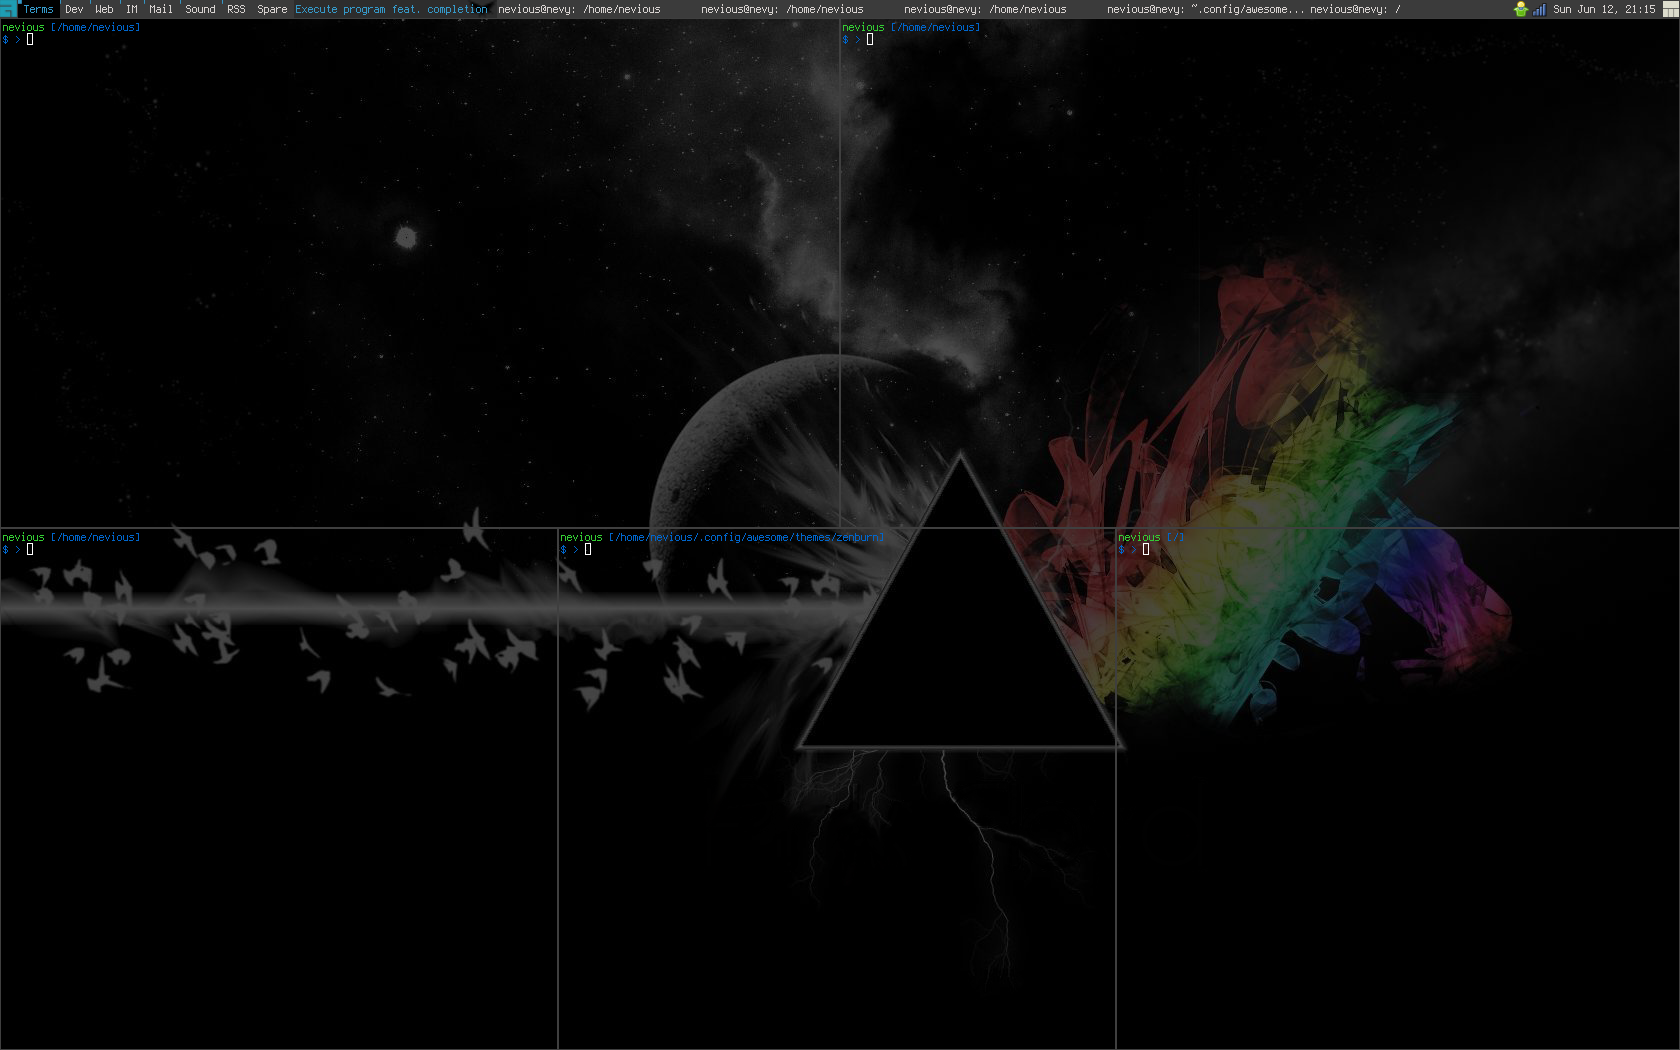 Terms Dev Web IM Mail Sound RSS Spare Execute program feat. completion nevious@nevy: /home/nevious nevious@nevy: /home/nevious nevious@nevy: /home/nevious nevious@nevy: ~.config/awesome... nevious@nevy: / Sun Jun 12, 21:15
nevious [/home/nevious]
$ >
nevious [/home/nevious]
$ >
nevious [/home/nevious]
$ >
nevious [/home/nevious/.config/awesome/themes/zenburn]
$ >
nevious [/]
$ >